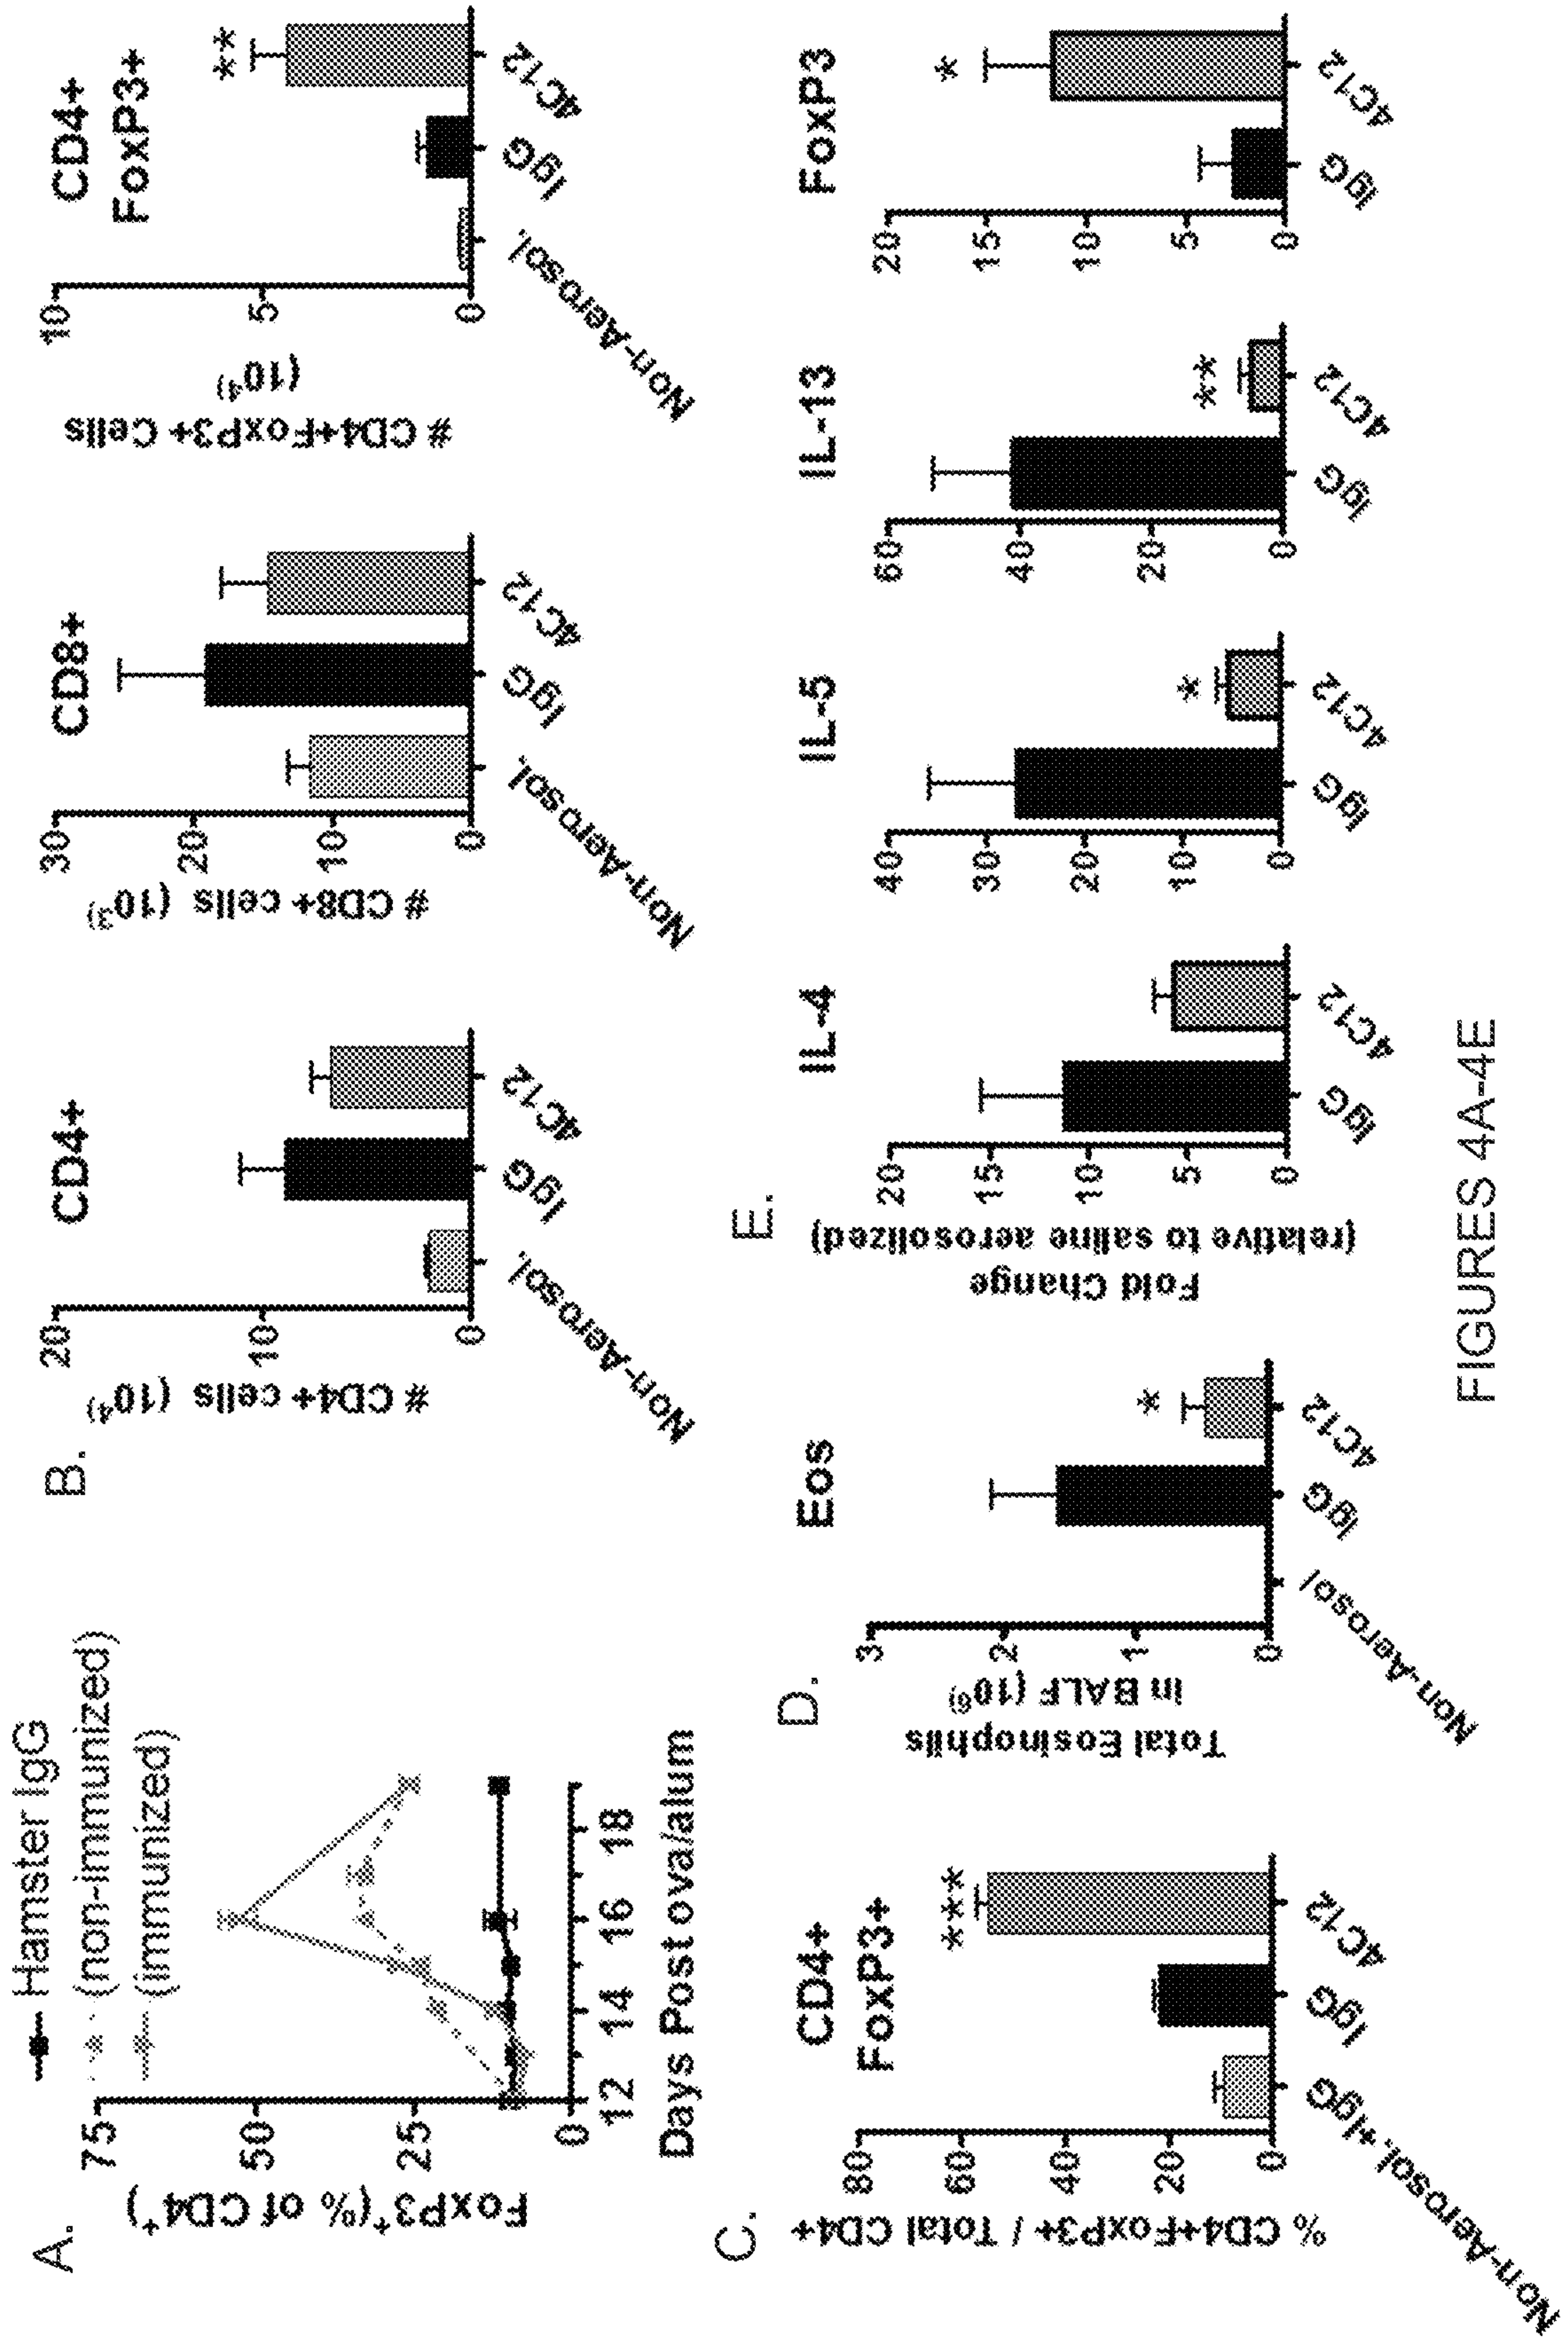 A.
Hamster IgG
(non-immunized)
(immunized)
FoxP3⁺(% of CD4⁺)
75
50
25
0
12
14
16
18
Days Post ova/alum
B.
CD4+
# CD4+ cells (10⁴)
20
10
0
Non-Aerosol.
IgG
4C12
CD8+
# CD8+ cells (10³)
30
20
10
0
Non-Aerosol.
IgG
4C12
CD4+
FoxP3+
# CD4+FoxP3+ Cells
(10⁴)
10
5
0
**
Non-Aerosol.
IgG
4C12
C.
CD4+
FoxP3+
% CD4+FoxP3+ / Total CD4+
80
60
40
20
0
***
Non-Aerosol.+IgG
IgG
4C12
D.
Eos
Total Eosinophils
in BALF (10⁶)
3
2
1
0
*
Non-Aerosol
IgG
4C12
E.
Fold Change
(relative to saline aerosolized)
IL-4
20
15
10
5
0
IgG
4C12
IL-5
40
30
20
10
0
*
IgG
4C12
IL-13
60
40
20
0
**
IgG
4C12
FoxP3
20
15
10
5
0
*
IgG
4C12
FIGURES 4A-4E